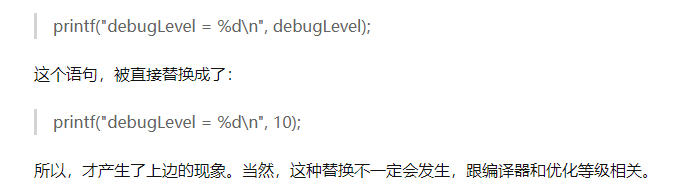 printf("debugLevel = %d\n", debugLevel);
这个语句，被直接替换成了：
printf("debugLevel = %d\n", 10);
所以，才产生了上边的现象。当然，这种替换不一定会发生，跟编译器和优化等级相关。